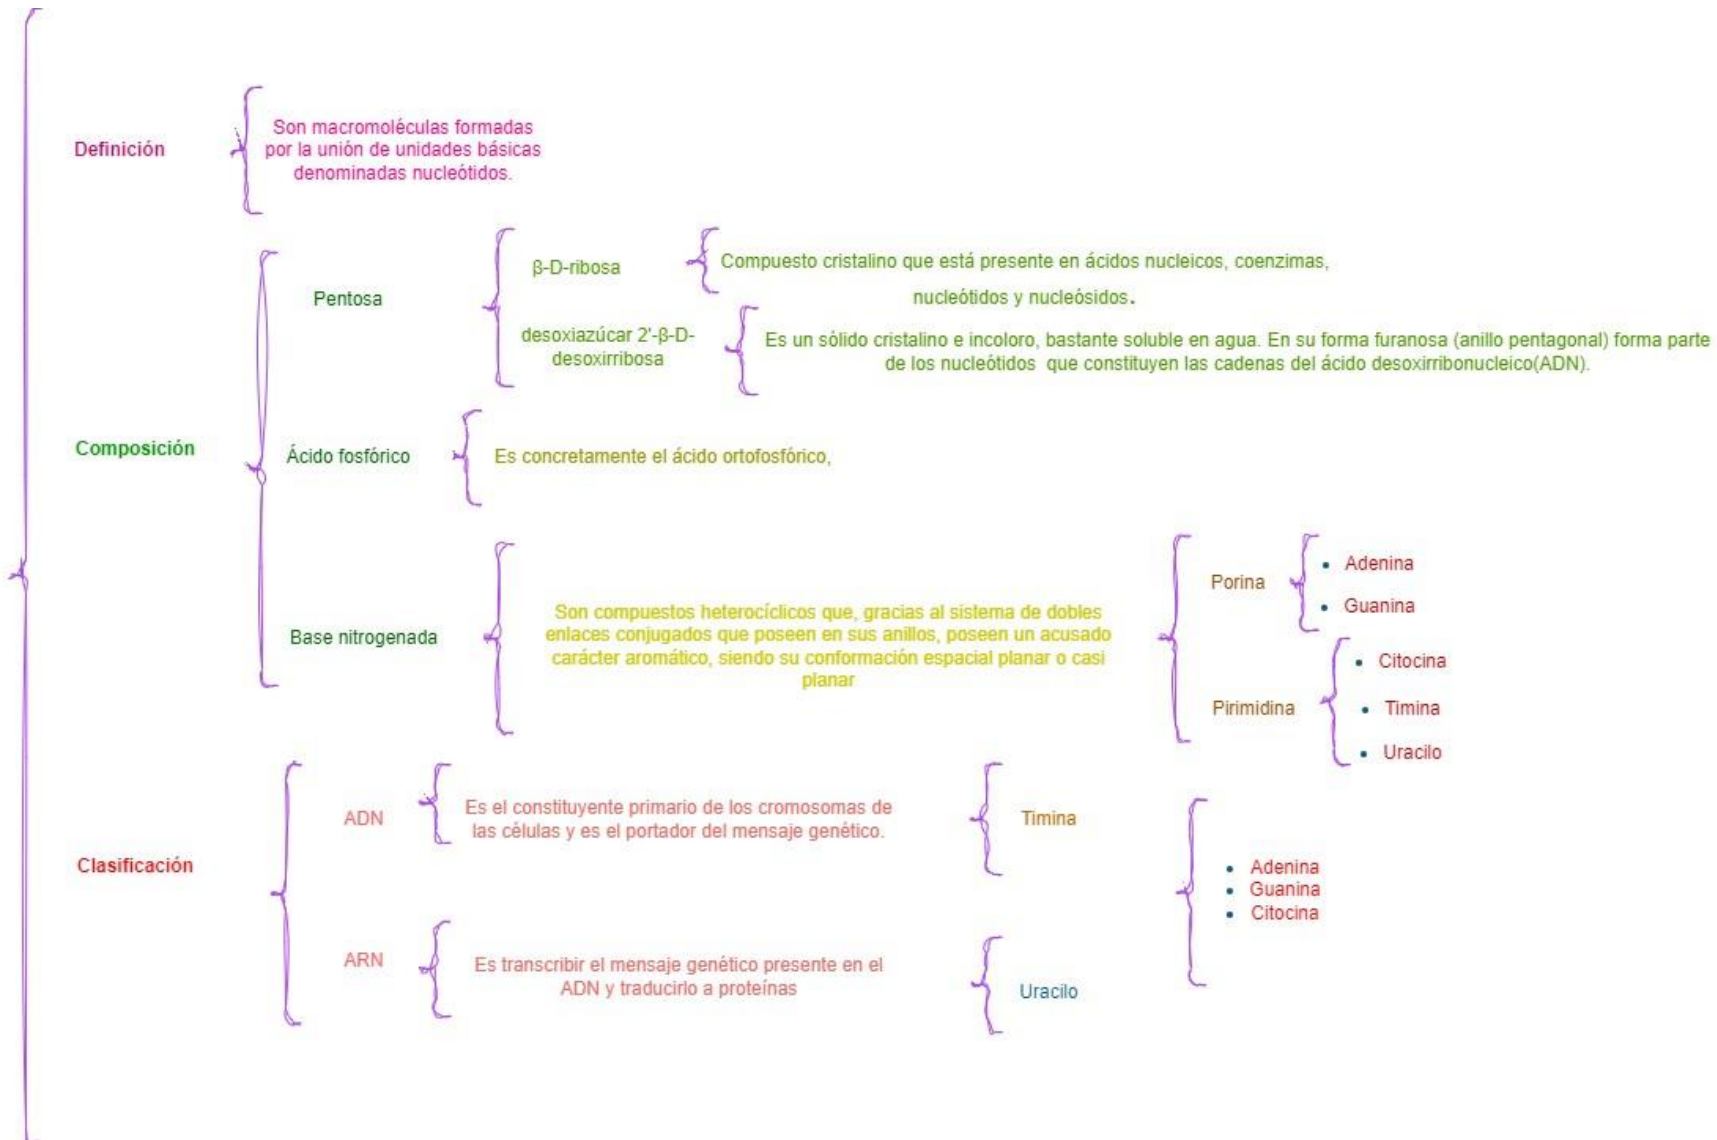 Definición
Son macromoléculas formadas
por la unión de unidades básicas
denominadas nucleótidos.
Composición
Pentosa
β-D-ribosa
Compuesto cristalino que está presente en ácidos nucleicos, coenzimas,
nucleótidos y nucleósidos.
desoxiazúcar 2'-β-D-
desoxirribosa
Es un sólido cristalino e incoloro, bastante soluble en agua. En su forma furanosa (anillo pentagonal) forma parte
de los nucleótidos que constituyen las cadenas del ácido desoxirribonucleico(ADN).
Ácido fosfórico
Es concretamente el ácido ortofosfórico,
Base nitrogenada
Son compuestos heterocíclicos que, gracias al sistema de dobles
enlaces conjugados que poseen en sus anillos, poseen un acusado
carácter aromático, siendo su conformación espacial planar o casi
planar
Porina
• Adenina
• Guanina
Pirimidina
• Citocina
• Timina
• Uracilo
Clasificación
ADN
Es el constituyente primario de los cromosomas de
las células y es el portador del mensaje genético.
Timina
ARN
Es transcribir el mensaje genético presente en el
ADN y traducirlo a proteínas
Uracilo
• Adenina
• Guanina
• Citocina